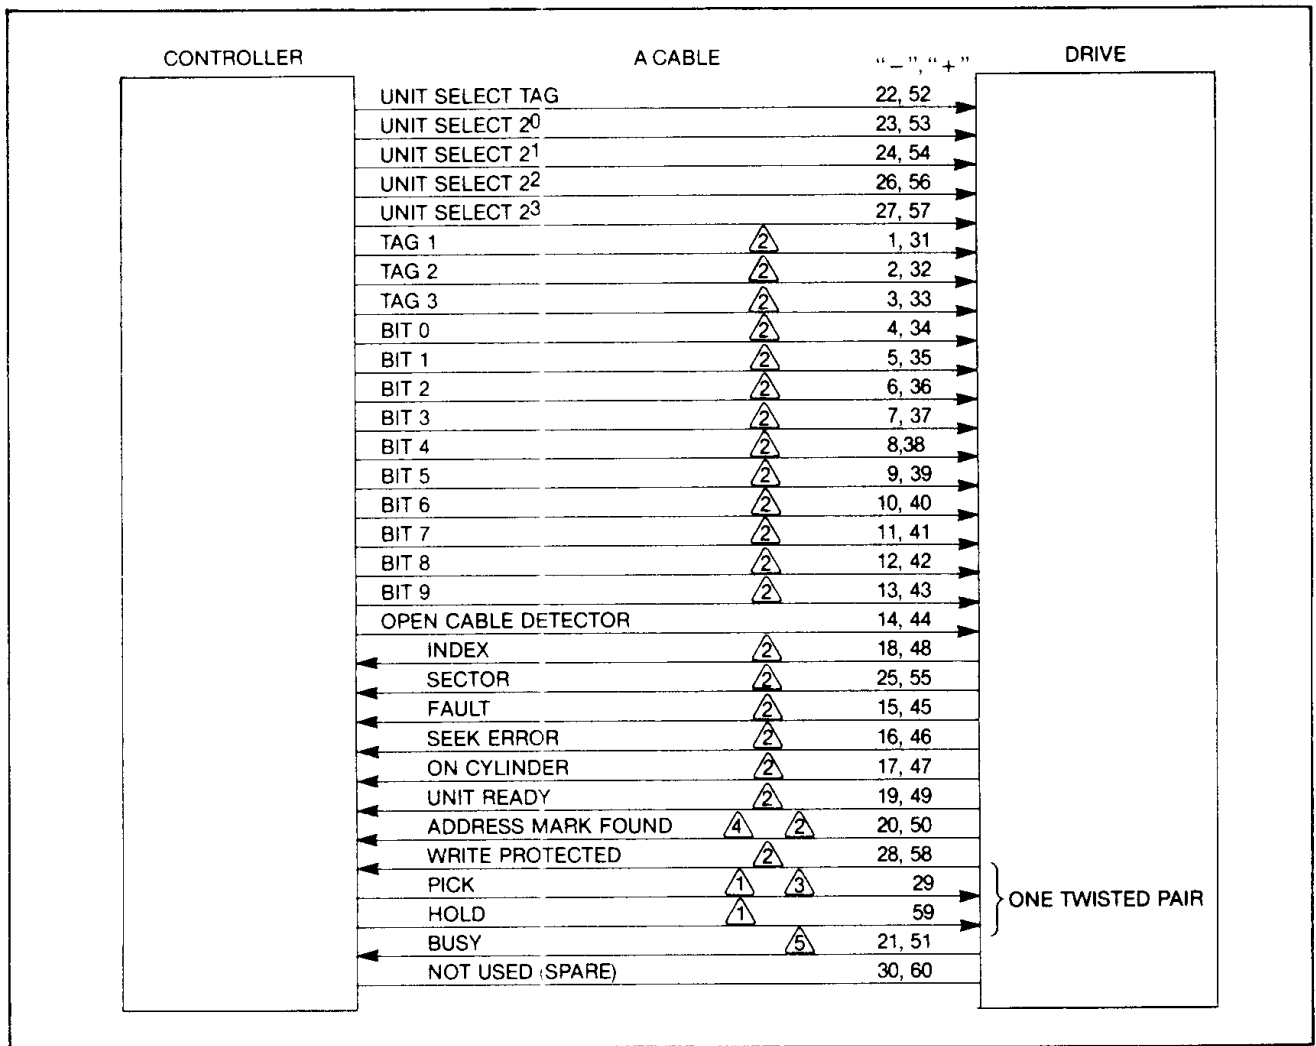 CONTROLLER A CABLE "−", "+" DRIVE
UNIT SELECT TAG 22, 52
UNIT SELECT 2⁰ 23, 53
UNIT SELECT 2¹ 24, 54
UNIT SELECT 2² 26, 56
UNIT SELECT 2³ 27, 57
TAG 1 2 1, 31
TAG 2 2 2, 32
TAG 3 2 3, 33
BIT 0 2 4, 34
BIT 1 2 5, 35
BIT 2 2 6, 36
BIT 3 2 7, 37
BIT 4 2 8,38
BIT 5 2 9, 39
BIT 6 2 10, 40
BIT 7 2 11, 41
BIT 8 2 12, 42
BIT 9 2 13, 43
OPEN CABLE DETECTOR 14, 44
INDEX 2 18, 48
SECTOR 2 25, 55
FAULT 2 15, 45
SEEK ERROR 2 16, 46
ON CYLINDER 2 17, 47
UNIT READY 2 19, 49
ADDRESS MARK FOUND 4 2 20, 50
WRITE PROTECTED 2 28, 58
PICK 1 3 29
ONE TWISTED PAIR
HOLD 1 59
BUSY 5 21, 51
NOT USED (SPARE) 30, 60